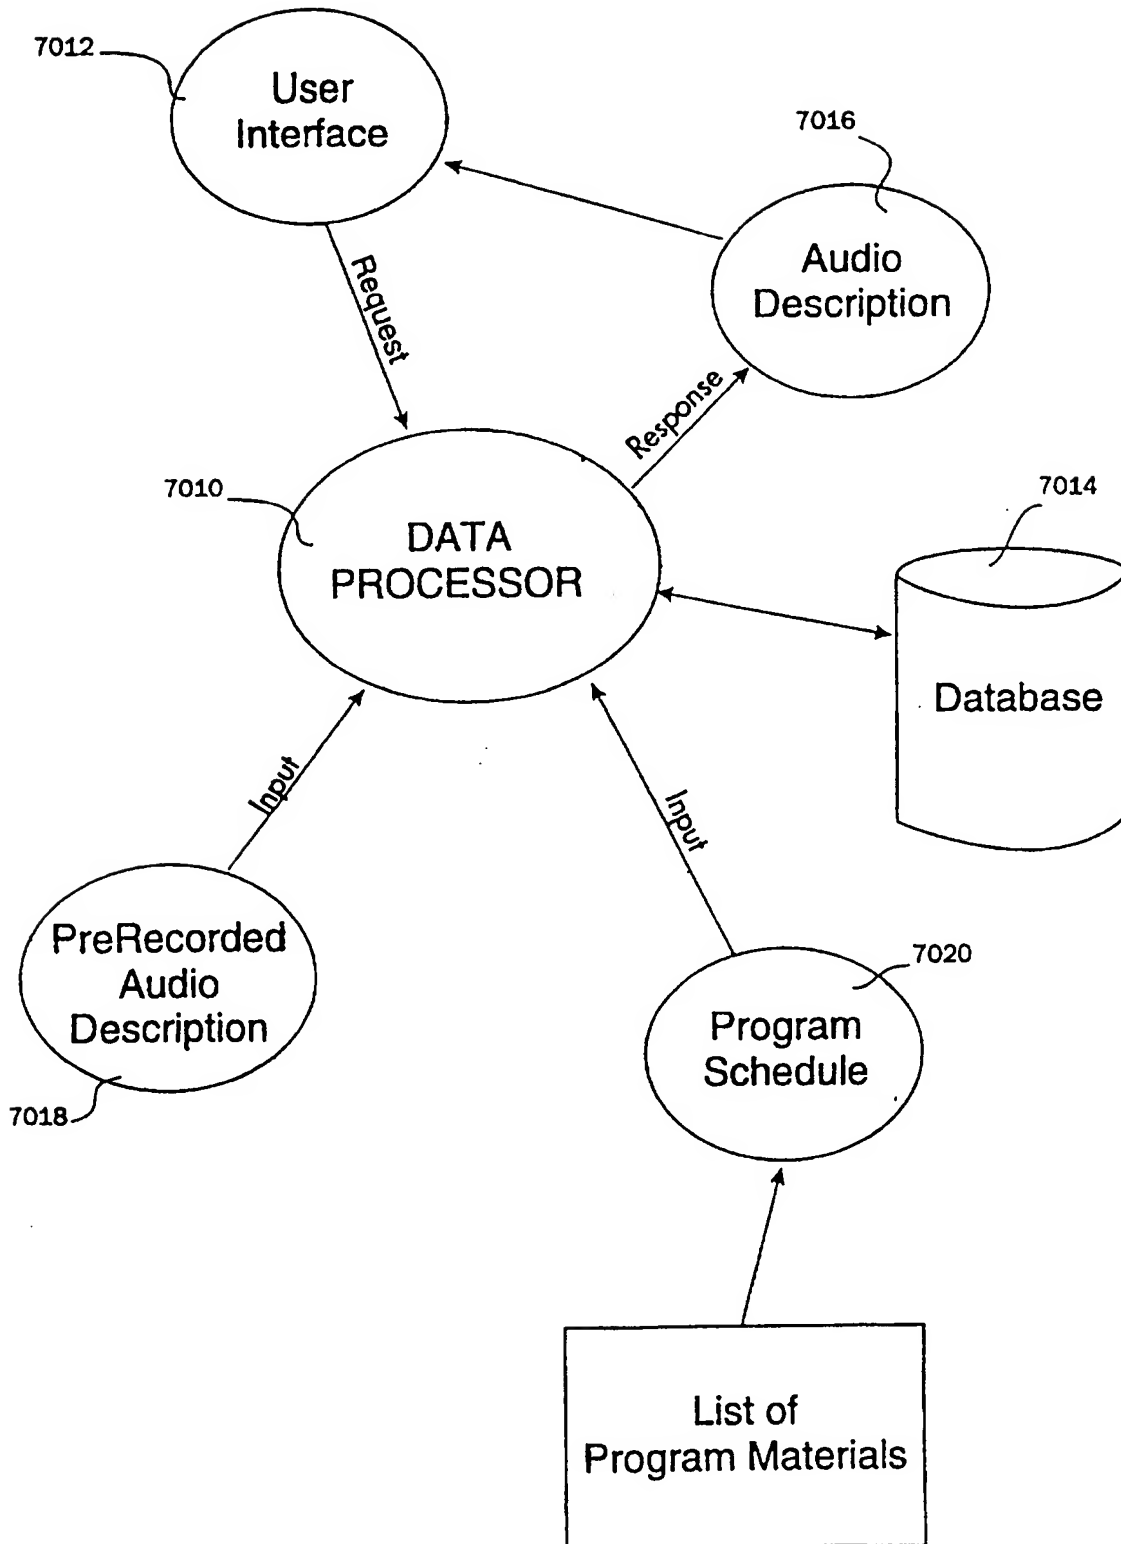 7012
User
Interface
7016
Audio
Description
Request
Response
7010
DATA
PROCESSOR
7014
Database
Input
Input
PreRecorded
Audio
Description
7018
7020
Program
Schedule
List of
Program Materials